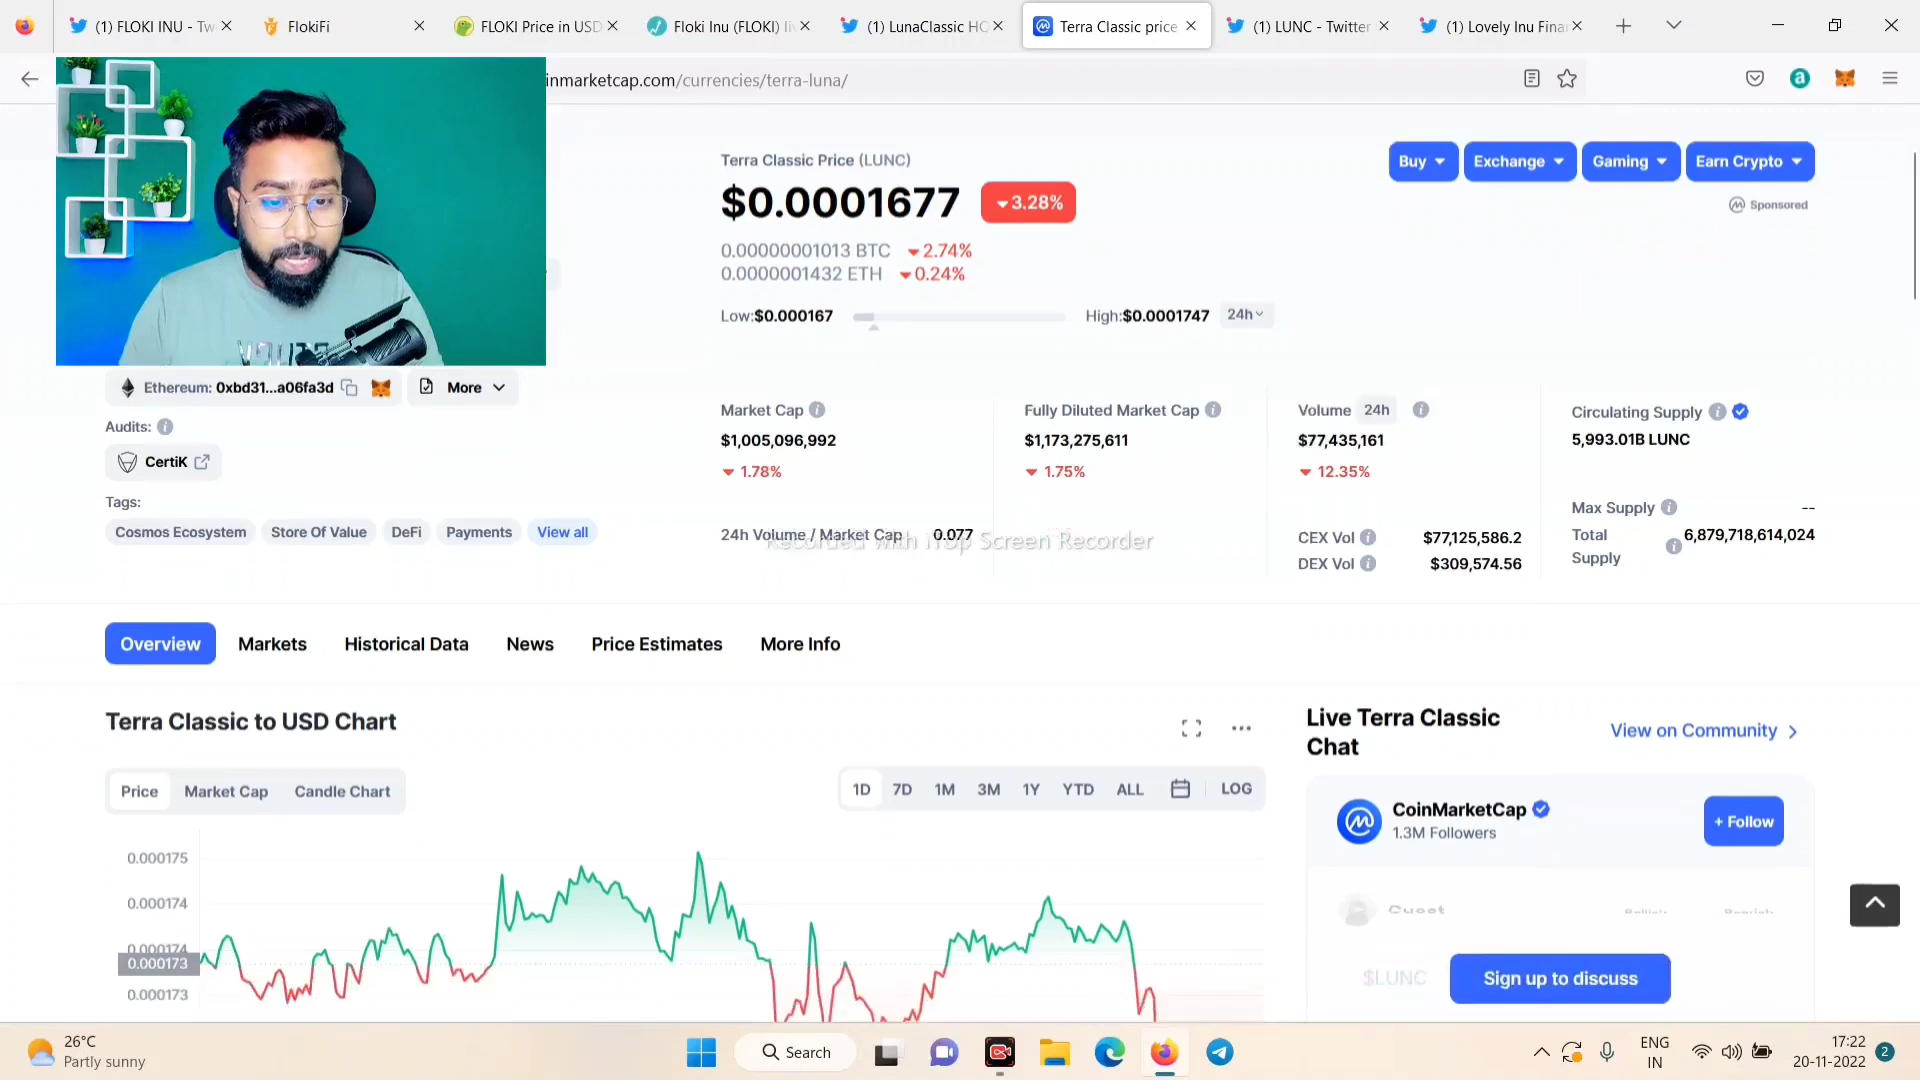 (1) FLOKI INU - Tw
FlokiFi
FLOKI Price in USD
Floki Inu (FLOKI) li
(1) LunaClassic HQ
Terra Classic price
(1) LUNC - Twitter
(1) Lovely Inu Fina
inmarketcap.com/currencies/terra-luna/
Terra Classic Price (LUNC)
Buy
Exchange
Gaming
Earn Crypto
$0.0001677
3.28%
Sponsored
0.00000001013 BTC 2.74%
0.0000001432 ETH 0.24%
Low:$0.000167
High:$0.0001747
24h
Ethereum: 0xbd31...a06fa3d
More
Audits:
CertiK
Tags:
Cosmos Ecosystem
Store Of Value
DeFi
Payments
View all
Market Cap
$1,005,096,992
1.78%
24h Volume / Market Cap 0.077
Fully Diluted Market Cap
$1,173,275,611
1.75%
Volume 24h
$77,435,161
12.35%
CEX Vol $77,125,586.2
DEX Vol $309,574.56
Circulating Supply
5,993.01B LUNC
Max Supply --
Total Supply 6,879,718,614,024
Recorded with iTop Screen Recorder
Overview
Markets
Historical Data
News
Price Estimates
More Info
Terra Classic to USD Chart
Price
Market Cap
Candle Chart
1D
7D
1M
3M
1Y
YTD
ALL
LOG
0.000175
0.000174
0.000174
0.000173
0.000173
Live Terra Classic
Chat
View on Community
CoinMarketCap
1.3M Followers
+ Follow
Guest
$LUNC
Sign up to discuss
26°C
Partly sunny
Search
ENG
IN
17:22
20-11-2022
2